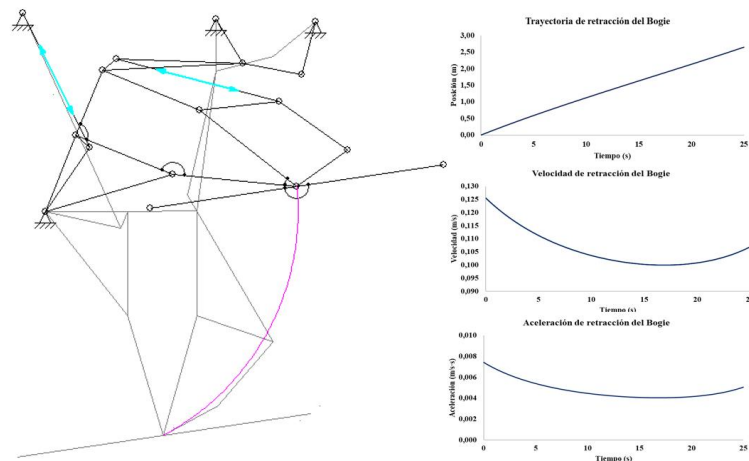 Trayectoria de retracción del Bogie
Posición (m)
3,00
2,50
2,00
1,50
1,00
0,50
0,00
0 5 10 15 20 25
Tiempo (s)
Velocidad de retracción del Bogie
Velocidad (m/s)
0,130
0,125
0,120
0,115
0,110
0,105
0,100
0,095
0,090
0 5 10 15 20 25
Tiempo (s)
Aceleración de retracción del Bogie
Aceleración (m/s·s)
0,010
0,008
0,006
0,004
0,002
0,000
0 5 10 15 20 25
Tiempo (s)